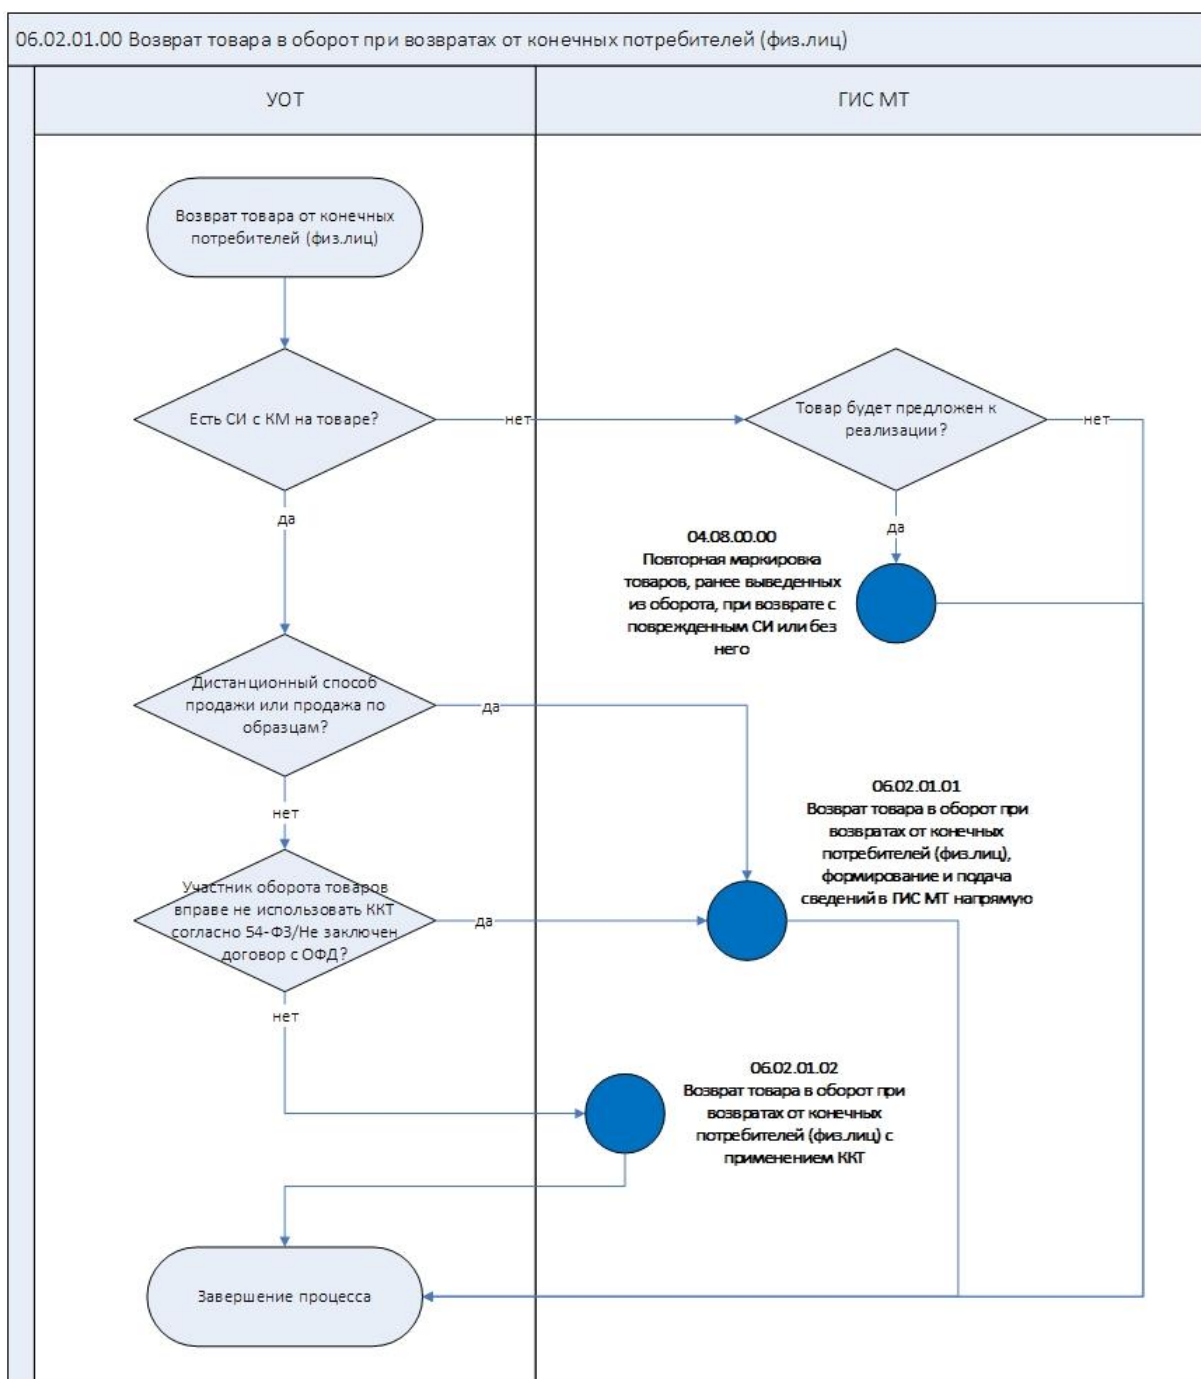 06.02.01.00 Возврат товара в оборот при возвратах от конечных потребителей (физ.лиц)
УОТ
ГИС МТ
Возврат товара от конечных
потребителей (физ.лиц)
Есть СИ с КМ на товаре?
нет
Товар будет предложен к
реализации?
нет
да
да
04.08.00.00
Повторная маркировка
товаров, ранее выведенных
из оборота, при возврате с
поврежденным СИ или без
него
Дистанционный способ
продажи или продажа по
образцам?
да
нет
06.02.01.01
Возврат товара в оборот при
возвратах от конечных
потребителей (физ.лиц),
формирование и подача
сведений в ГИС МТ напрямую
Участник оборота товаров
вправе не использовать ККТ
согласно 54-ФЗ/Не заключен
договор с ОФД?
да
нет
06.02.01.02
Возврат товара в оборот при
возвратах от конечных
потребителей (физ.лиц) с
применением ККТ
Завершение процесса